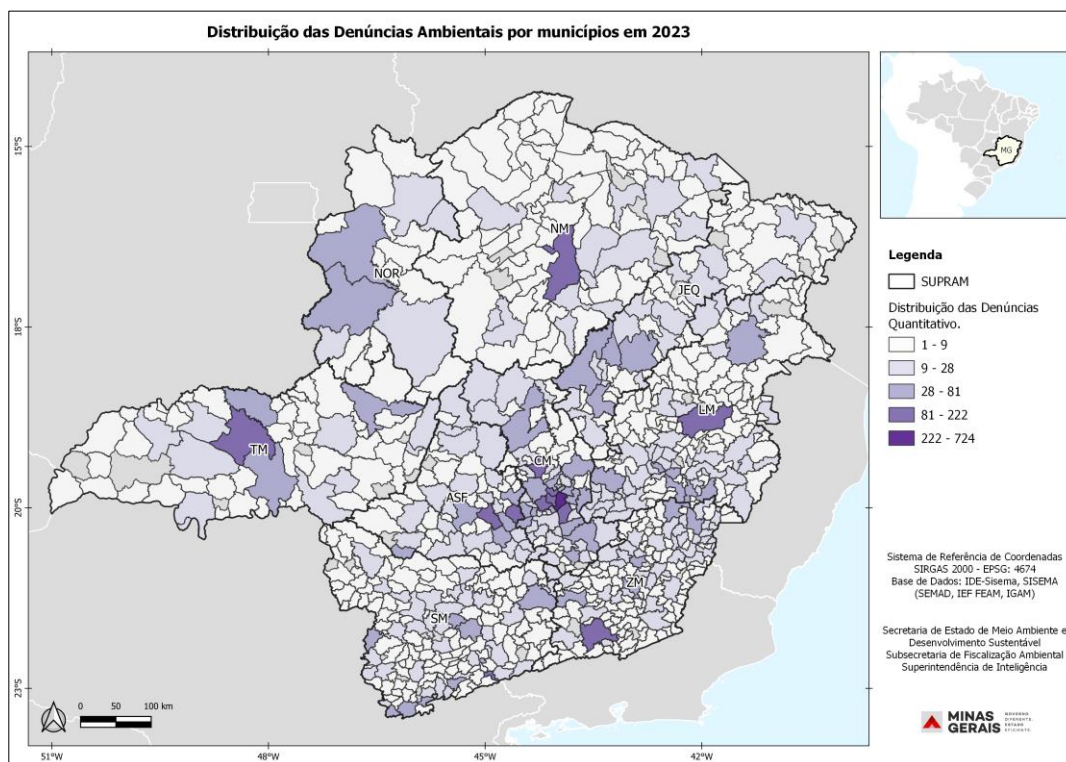 Distribuição das Denúncias Ambientais por municípios em 2023
15°S
18°S
20°S
23°S
51°W
48°W
45°W
42°W
NM
NOR
JEQ
LM
TM
CM
ASF
ZM
SM
0 50 100 km
MG
Legenda
SUPRAM
Distribuição das Denúncias
Quantitativo.
1 - 9
9 - 28
28 - 81
81 - 222
222 - 724
Sistema de Referência de Coordenadas
SIRGAS 2000 - EPSG: 4674
Base de Dados: IDE-Sisema, SISEMA
(SEMAD, IEF FEAM, IGAM)
Secretaria de Estado de Meio Ambiente e
Desenvolvimento Sustentável
Subsecretaria de Fiscalização Ambiental
Superintendência de Inteligência
MINAS
GERAIS
GOVERNO
DIFERENTE.
ESTADO
EFICIENTE.